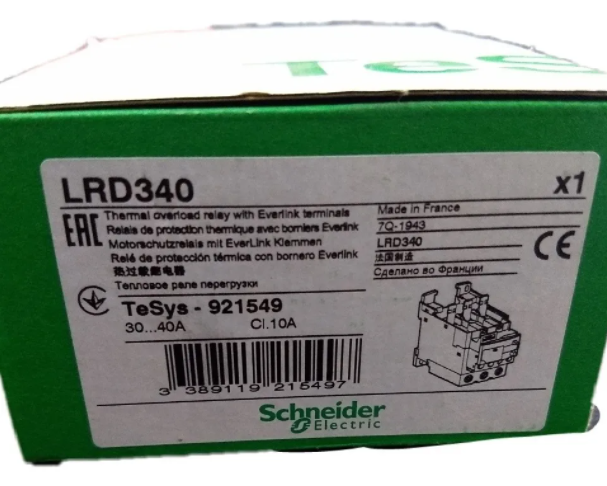 TeS
LRD340
x1
EAC
Thermal overload relay with Everlink terminals
Relais de protection thermique avec borniers Everlink
Motorschutzrelais mit EverLink Klemmen
Relé de protección térmica con bornero Everlink
热过载继电器
Тепловое реле перегрузки
Made in France
7Q-1943
LRD340
法国制造
Сделано во Франции
CE
TeSys - 921549
30...40A Cl.10A
3 389119 215497
Schneider
Electric